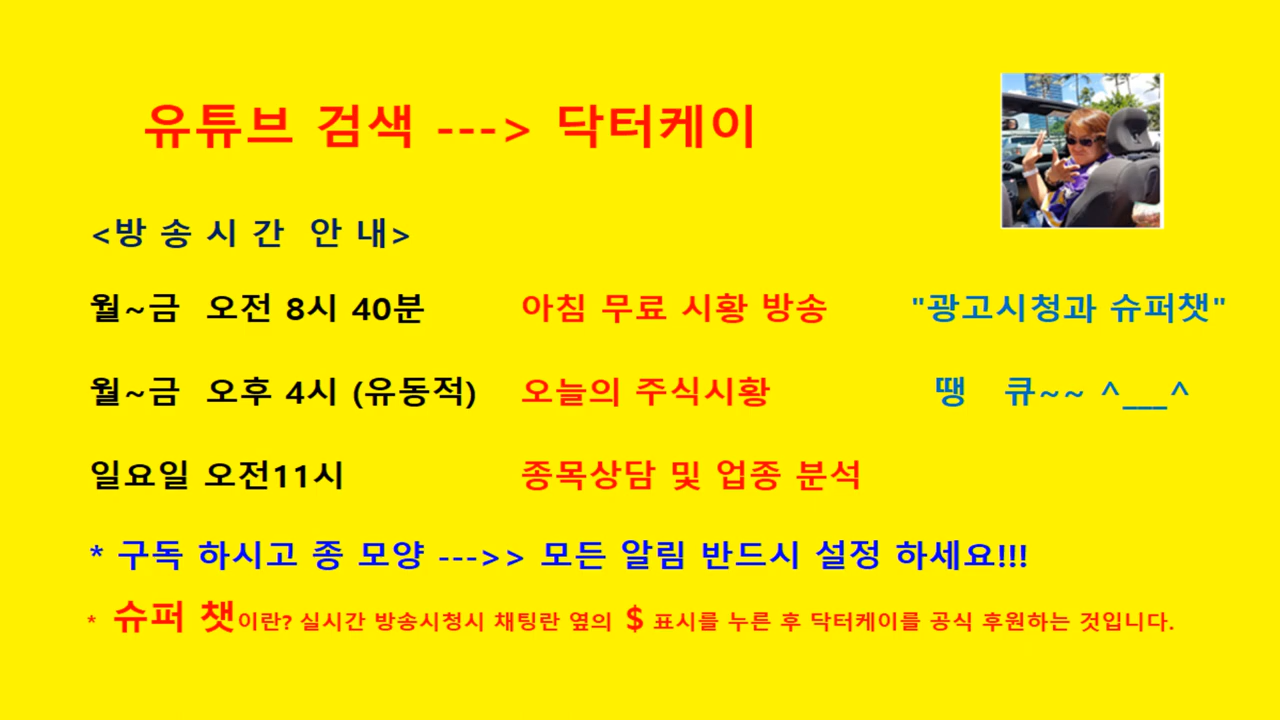 유튜브 검색 ---> 닥터케이
<방 송 시 간 안 내>
월~금 오전 8시 40분 아침 무료 시황 방송 "광고시청과 슈퍼챗"
월~금 오후 4시 (유동적) 오늘의 주식시황 땡 큐~~ ^___^
일요일 오전11시 종목상담 및 업종 분석
* 구독 하시고 종 모양 --->> 모든 알림 반드시 설정 하세요!!!
* 슈퍼 챗이란? 실시간 방송시청시 채팅란 옆의 $ 표시를 누른 후 닥터케이를 공식 후원하는 것입니다.